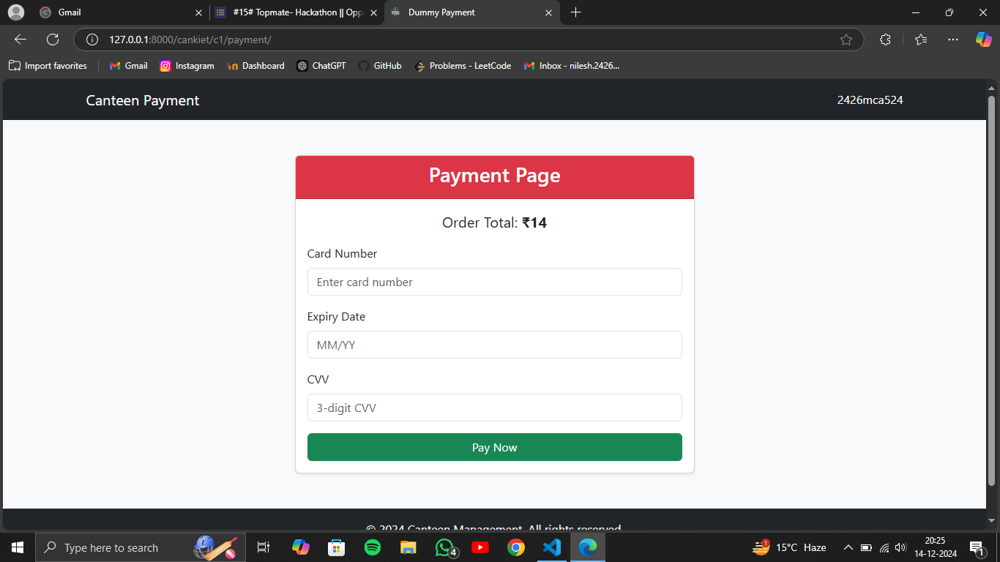 Gmail
#15# Topmate- Hackathon || Opp
Dummy Payment
127.0.0.1:8000/cankiet/c1/payment/
Import favorites
Gmail
Instagram
Dashboard
ChatGPT
GitHub
Problems - LeetCode
Inbox - nilesh.2426...
Canteen Payment
2426mca524
Payment Page
Order Total: ₹14
Card Number
Enter card number
Expiry Date
MM/YY
CVV
3-digit CVV
Pay Now
© 2024 Canteen Management. All rights reserved.
Type here to search
4
1
15°C Haze
20:25
14-12-2024
1